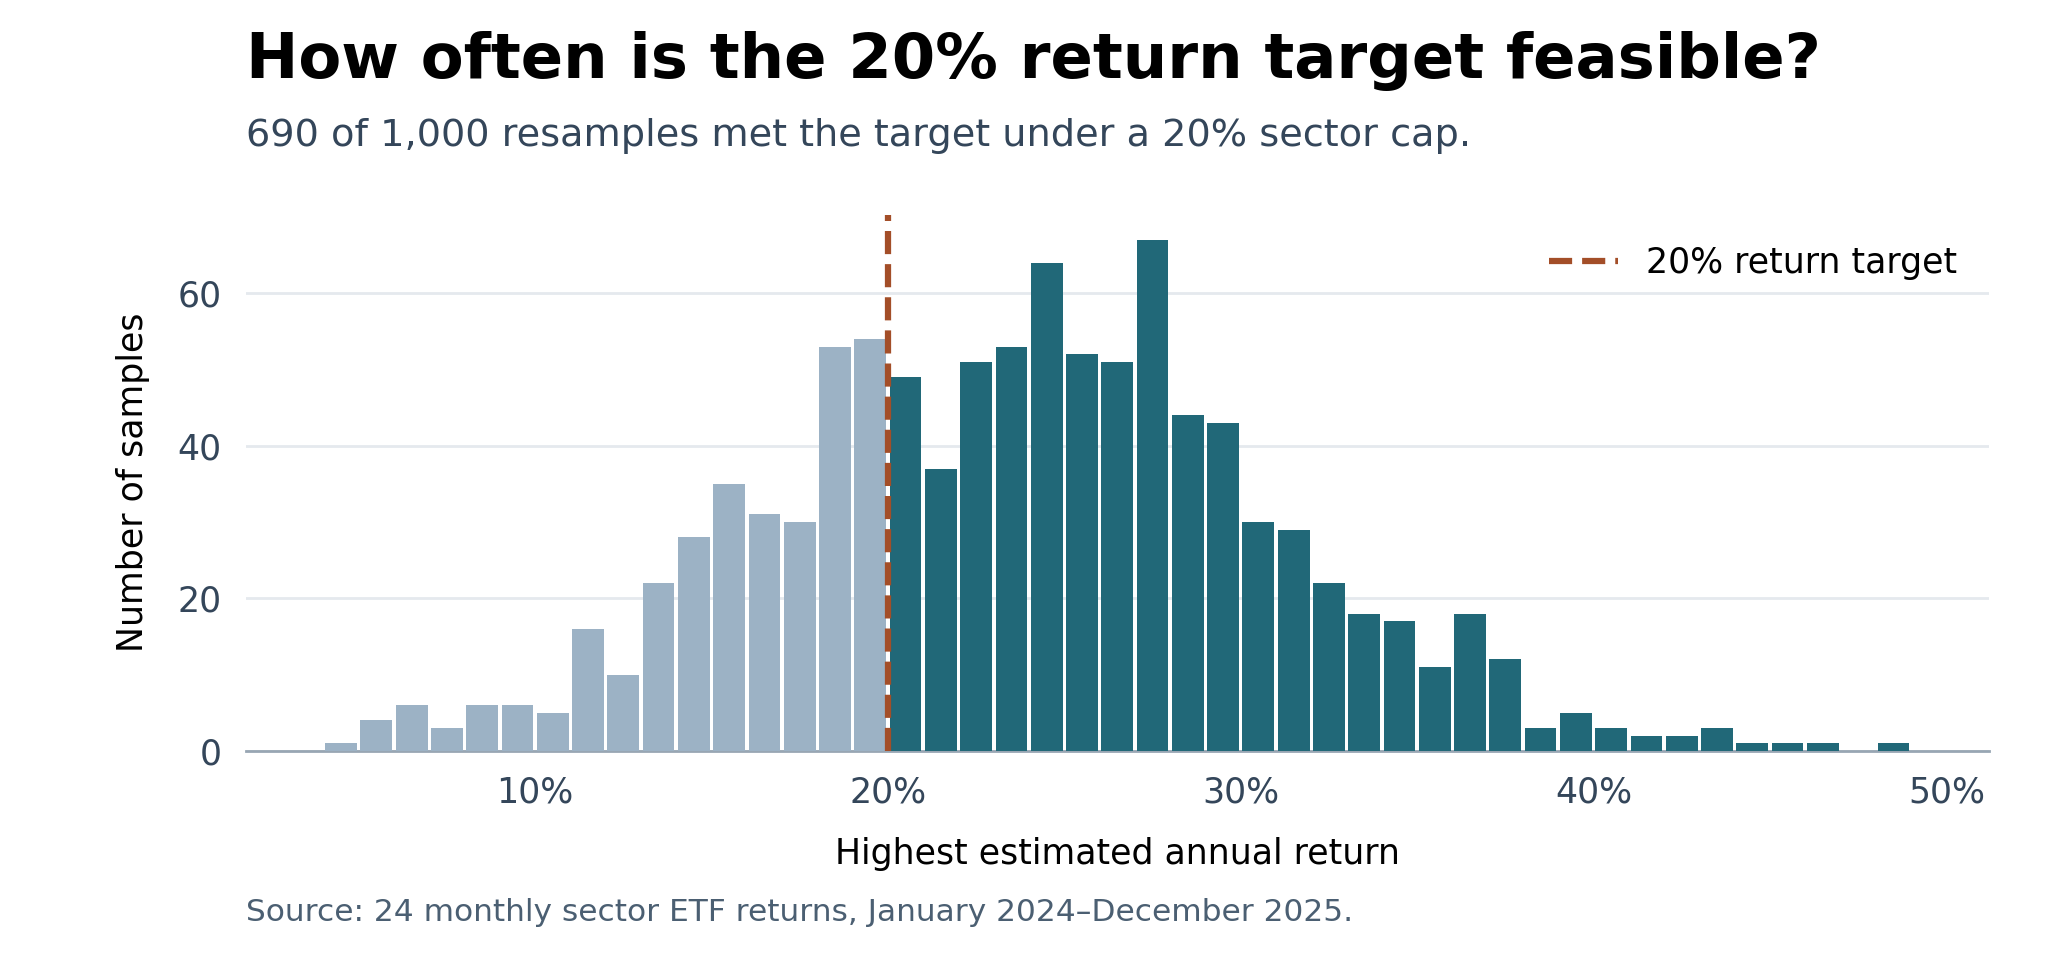 How often is the 20% return target feasible?
690 of 1,000 resamples met the target under a 20% sector cap.
20% return target
60
40
20
0
Number of samples
10%
20%
30%
40%
50%
Highest estimated annual return
Source: 24 monthly sector ETF returns, January 2024–December 2025.